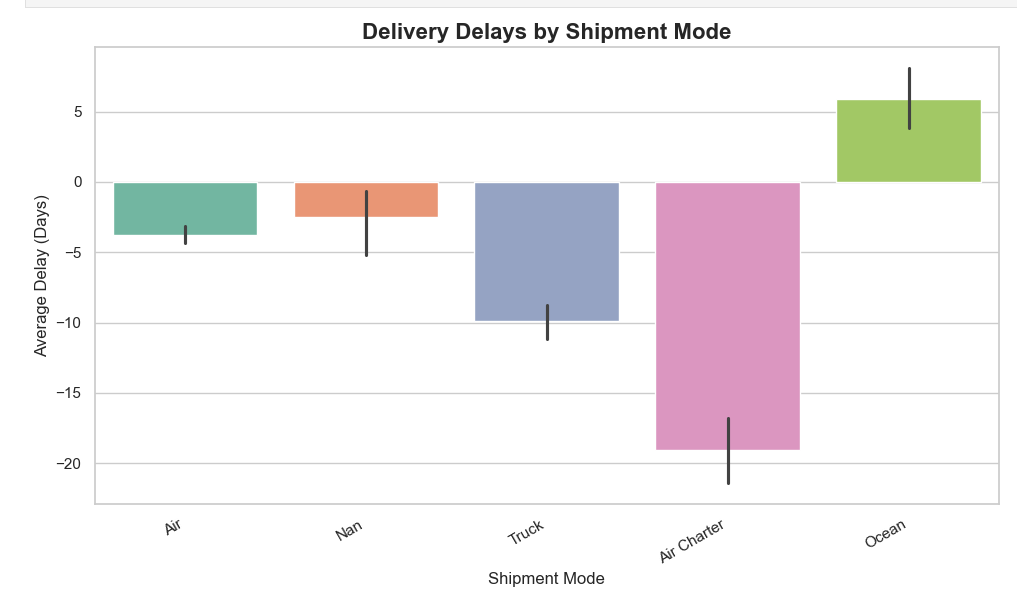 Delivery Delays by Shipment Mode
Average Delay (Days)
5
0
−5
−10
−15
−20
Air
Nan
Truck
Air Charter
Ocean
Shipment Mode